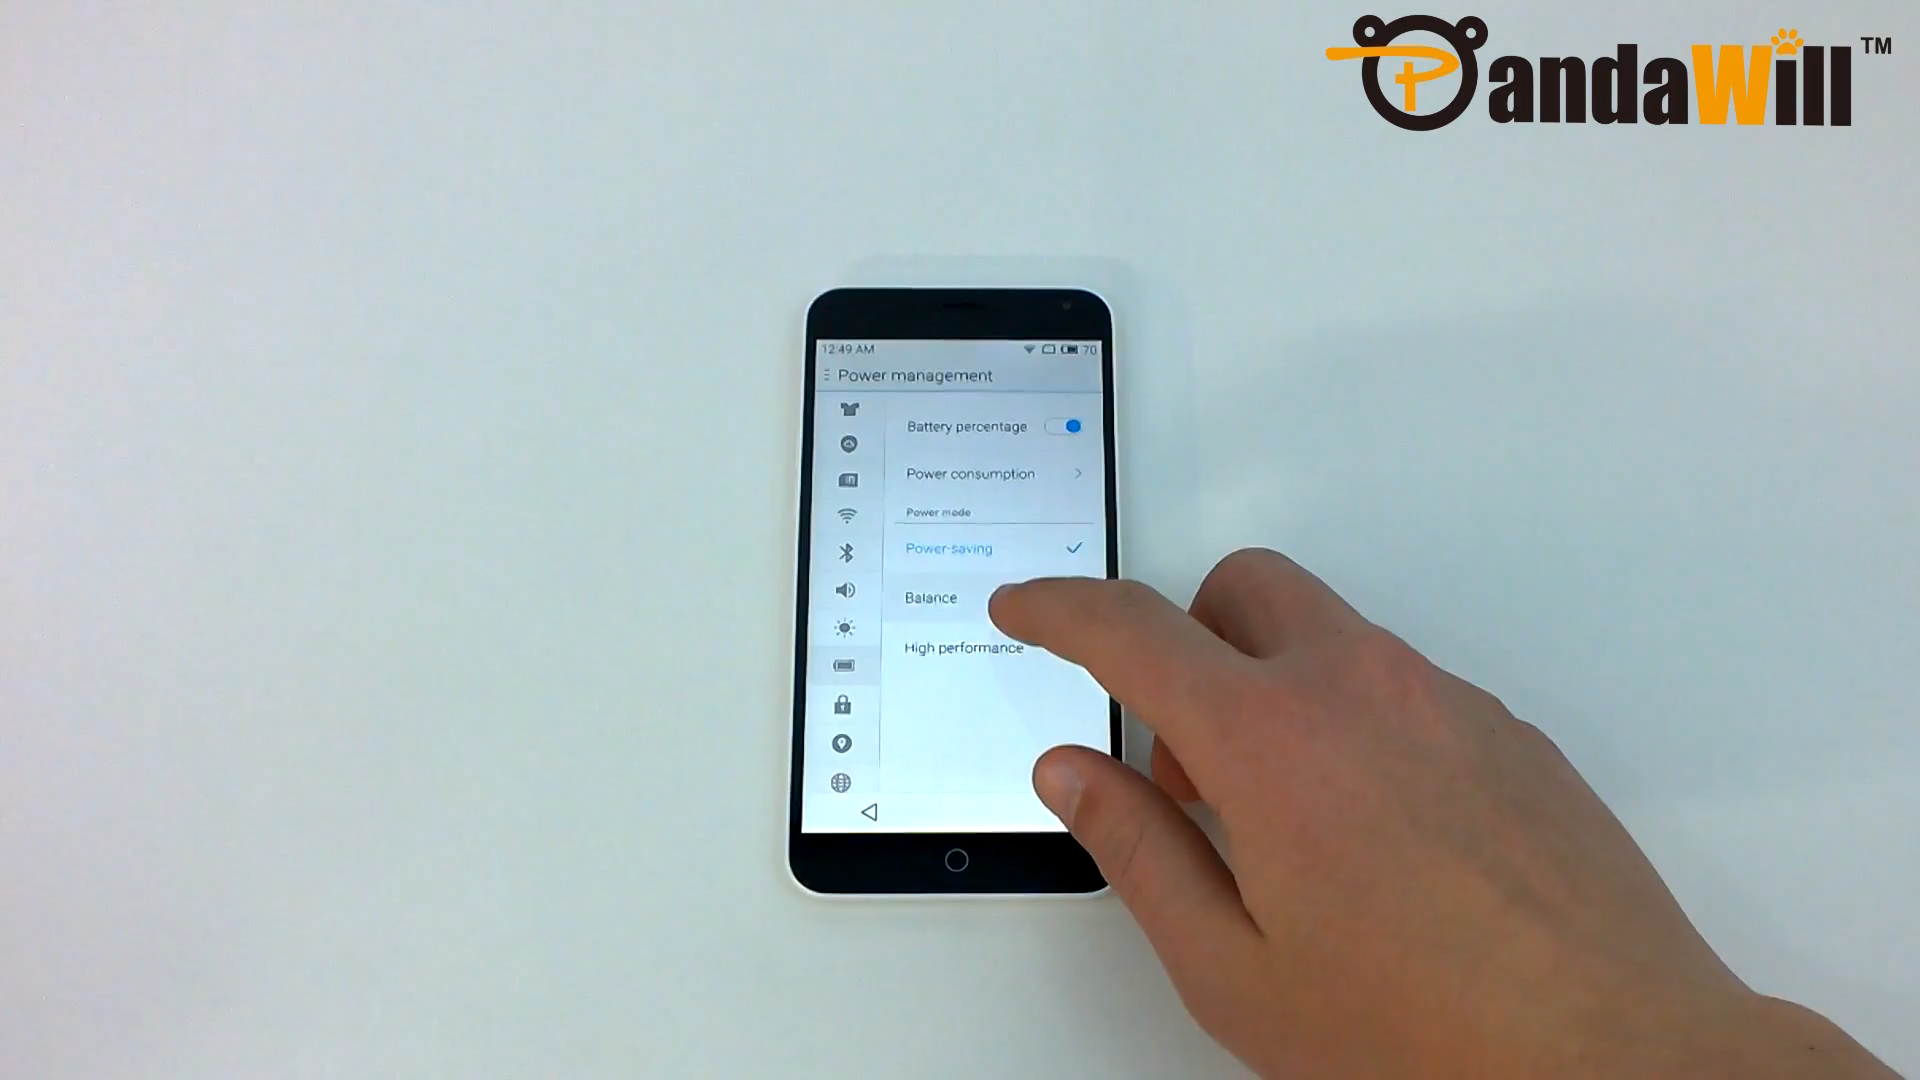 PandaWill™
12:49 AM 70
Power management
Battery percentage
Power consumption
Power mode
Power-saving
Balance
High performance